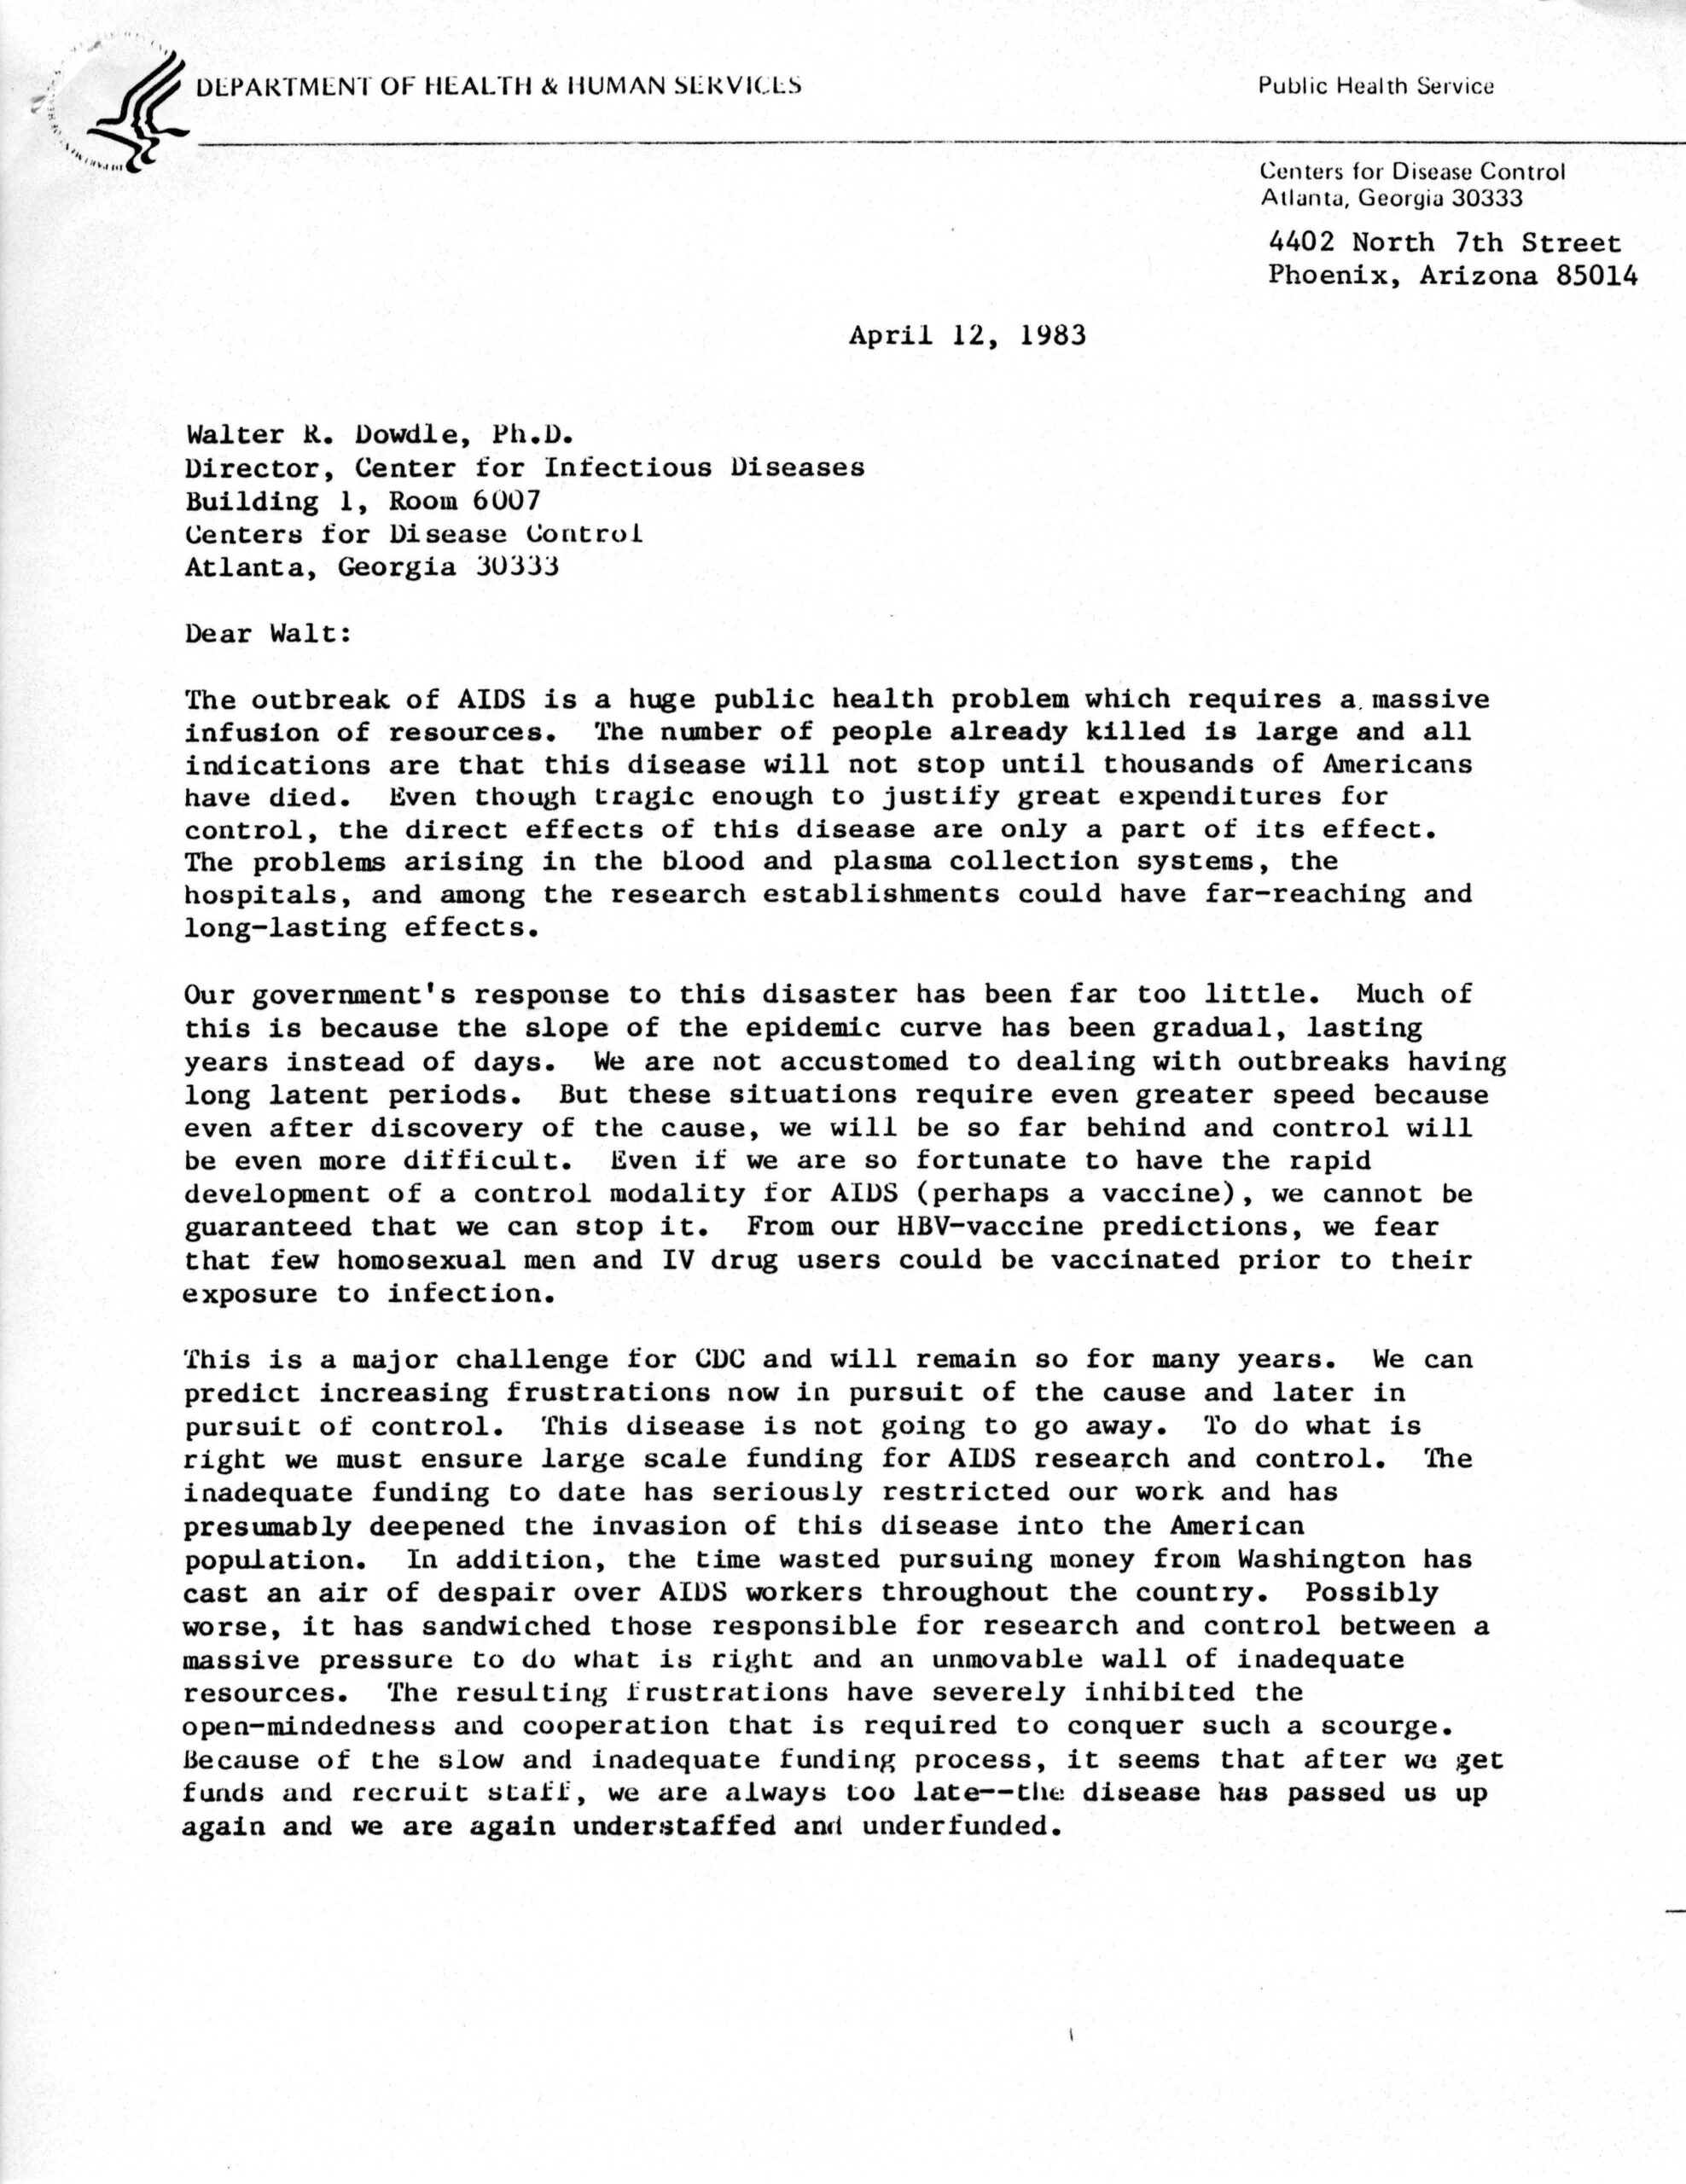 DEPARTMENT OF HEALTH & HUMAN SERVICES
Public Health Service
Centers for Disease Control
Atlanta, Georgia 30333
4402 North 7th Street
Phoenix, Arizona 85014
April 12, 1983
Walter R. Dowdle, Ph.D.
Director, Center for Infectious Diseases
Building 1, Room 6007
Centers for Disease Control
Atlanta, Georgia 30333
Dear Walt:
The outbreak of AIDS is a huge public health problem which requires a massive
infusion of resources. The number of people already killed is large and all
indications are that this disease will not stop until thousands of Americans
have died. Even though tragic enough to justify great expenditures for
control, the direct effects of this disease are only a part of its effect.
The problems arising in the blood and plasma collection systems, the
hospitals, and among the research establishments could have far-reaching and
long-lasting effects.
Our government's response to this disaster has been far too little. Much of
this is because the slope of the epidemic curve has been gradual, lasting
years instead of days. We are not accustomed to dealing with outbreaks having
long latent periods. But these situations require even greater speed because
even after discovery of the cause, we will be so far behind and control will
be even more difficult. Even if we are so fortunate to have the rapid
development of a control modality for AIDS (perhaps a vaccine), we cannot be
guaranteed that we can stop it. From our HBV-vaccine predictions, we fear
that few homosexual men and IV drug users could be vaccinated prior to their
exposure to infection.
This is a major challenge for CDC and will remain so for many years. We can
predict increasing frustrations now in pursuit of the cause and later in
pursuit of control. This disease is not going to go away. To do what is
right we must ensure large scale funding for AIDS research and control. The
inadequate funding to date has seriously restricted our work and has
presumably deepened the invasion of this disease into the American
population. In addition, the time wasted pursuing money from Washington has
cast an air of despair over AIDS workers throughout the country. Possibly
worse, it has sandwiched those responsible for research and control between a
massive pressure to do what is right and an unmovable wall of inadequate
resources. The resulting frustrations have severely inhibited the
open-mindedness and cooperation that is required to conquer such a scourge.
Because of the slow and inadequate funding process, it seems that after we get
funds and recruit staff, we are always too late--the disease has passed us up
again and we are again understaffed and underfunded.